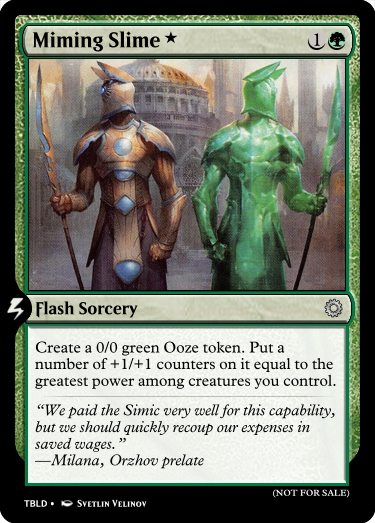 Miming Slime ★ 1
Flash Sorcery
Create a 0/0 green Ooze token. Put a
number of +1/+1 counters on it equal to the
greatest power among creatures you control.
“We paid the Simic very well for this capability,
but we should quickly recoup our expenses in
saved wages.”
—Milana, Orzhov prelate
(NOT FOR SALE)
TBLD • Svetlin Velinov